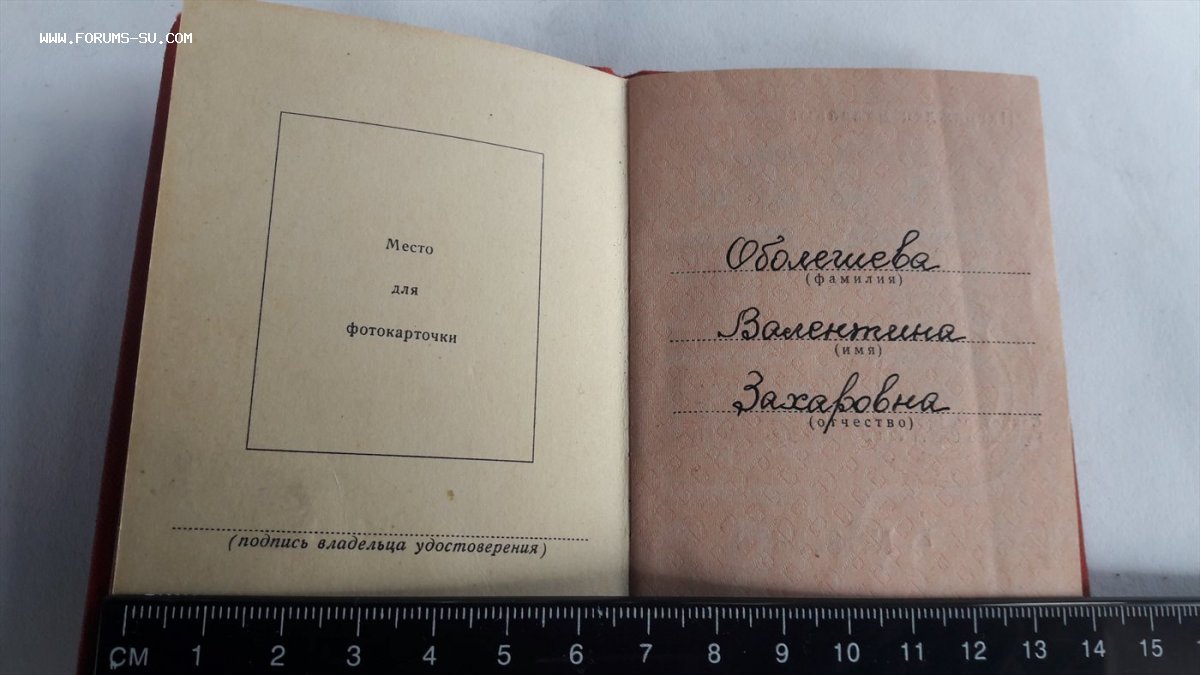 WWW.FORUMS-SU.COM
Место
для
фотокарточки
(подпись владельца удостоверения)
Оболешева
(фамилия)
Валентина
(имя)
Захаровна
(отчество)
СМ 1 2 3 4 5 6 7 8 9 10 11 12 13 14 15